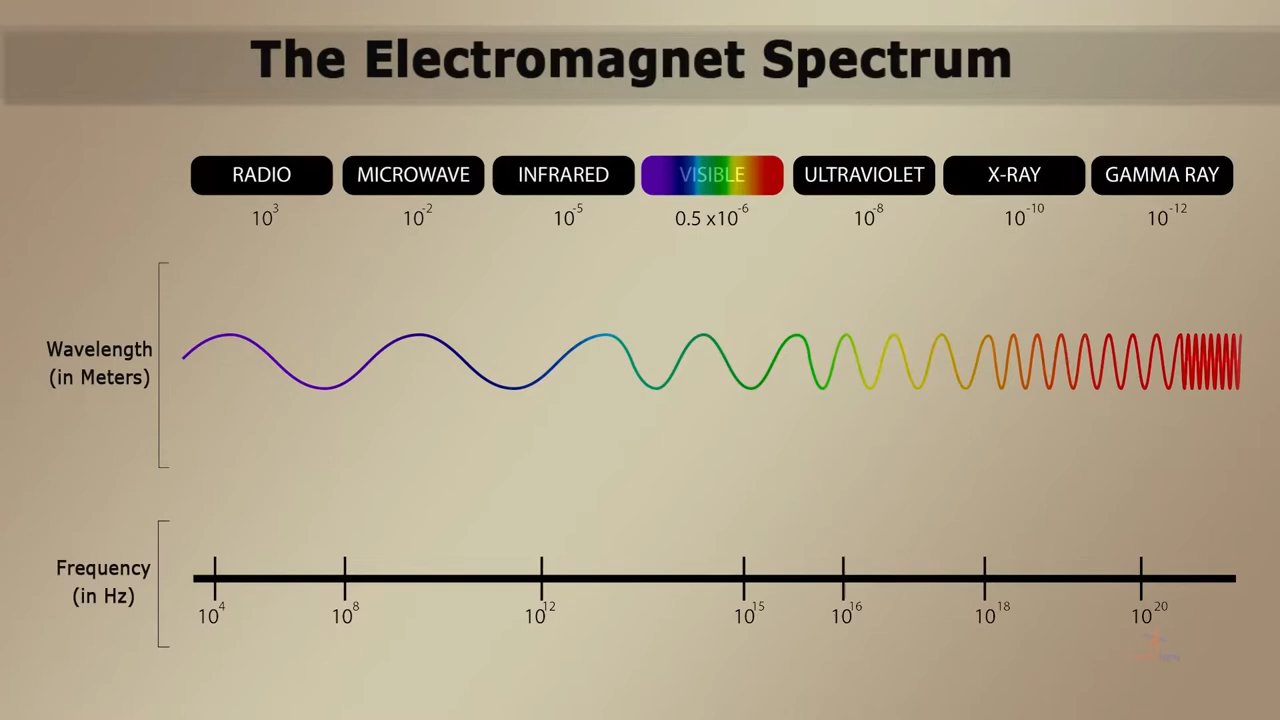 The Electromagnet Spectrum
RADIO MICROWAVE INFRARED VISIBLE ULTRAVIOLET X-RAY GAMMA RAY
10³ 10⁻² 10⁻⁵ 0.5 x10⁻⁶ 10⁻⁸ 10⁻¹⁰ 10⁻¹²
Wavelength
(in Meters)
Frequency
(in Hz)
10⁴ 10⁸ 10¹² 10¹⁵ 10¹⁶ 10¹⁸ 10²⁰